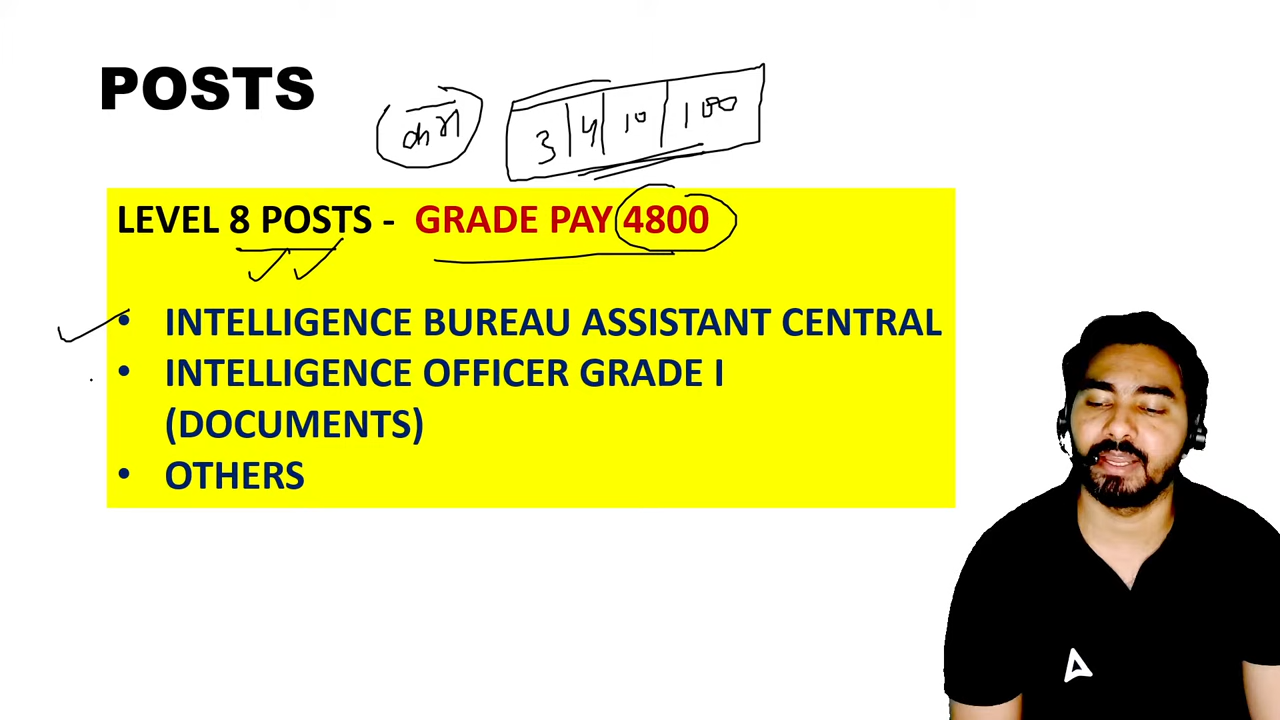 POSTS
3 4 10 100
LEVEL 8 POSTS - GRADE PAY 4800
• INTELLIGENCE BUREAU ASSISTANT CENTRAL
• INTELLIGENCE OFFICER GRADE I
(DOCUMENTS)
• OTHERS